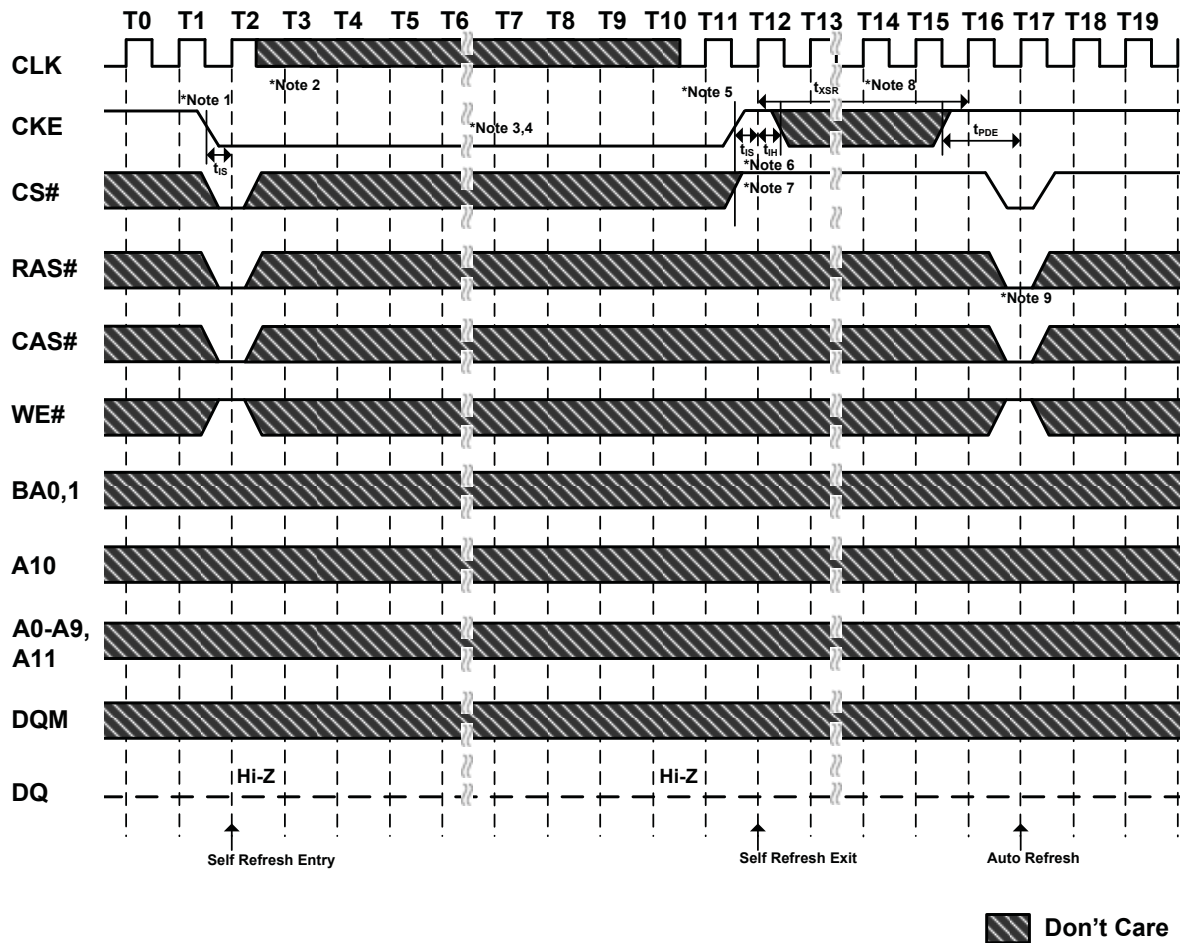 T0 T1 T2 T3 T4 T5 T6 T7 T8 T9 T10 T11 T12 T13 T14 T15 T16 T17 T18 T19
CLK
*Note 1 *Note 2 *Note 5 tXSR *Note 8
CKE
*Note 3,4
tIS tIS tIH tPDE
*Note 6
CS#
*Note 7
RAS#
*Note 9
CAS#
WE#
BA0,1
A10
A0-A9,
A11
DQM
Hi-Z Hi-Z
DQ
Self Refresh Entry Self Refresh Exit Auto Refresh
Don't Care